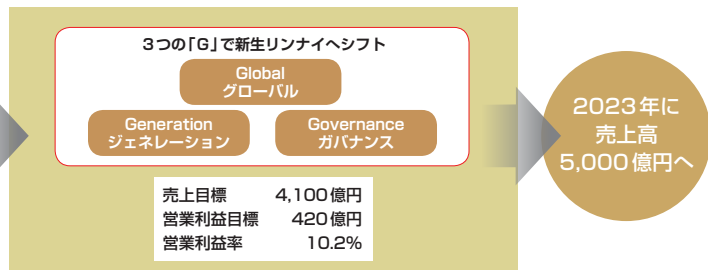 3つの「G」で新生リンナイへシフト
Global
グローバル
Generation
ジェネレーション
Governance
ガバナンス
売上目標 4,100億円
営業利益目標 420億円
営業利益率 10.2%
2023年に
売上高
5,000億円へ